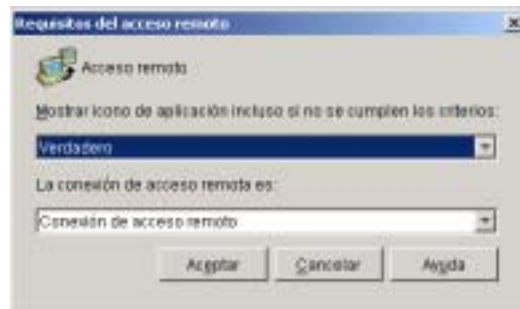 Requisitos del acceso remoto
Acceso remoto
Mostrar icono de aplicación incluso si no se cumplen los criterios:
Verdadero
La conexión de acceso remota es:
Conexión de acceso remoto
Aceptar Cancelar Ayuda